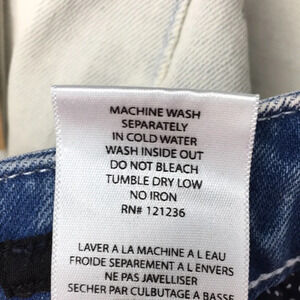 MACHINE WASH
SEPARATELY
IN COLD WATER
WASH INSIDE OUT
DO NOT BLEACH
TUMBLE DRY LOW
NO IRON
RN# 121236
LAVER A LA MACHINE A L EAU
FROIDE SEPAREMENT A L ENVERS
NE PAS JAVELLISER
SECHER PAR CULBUTAGE A BASSE